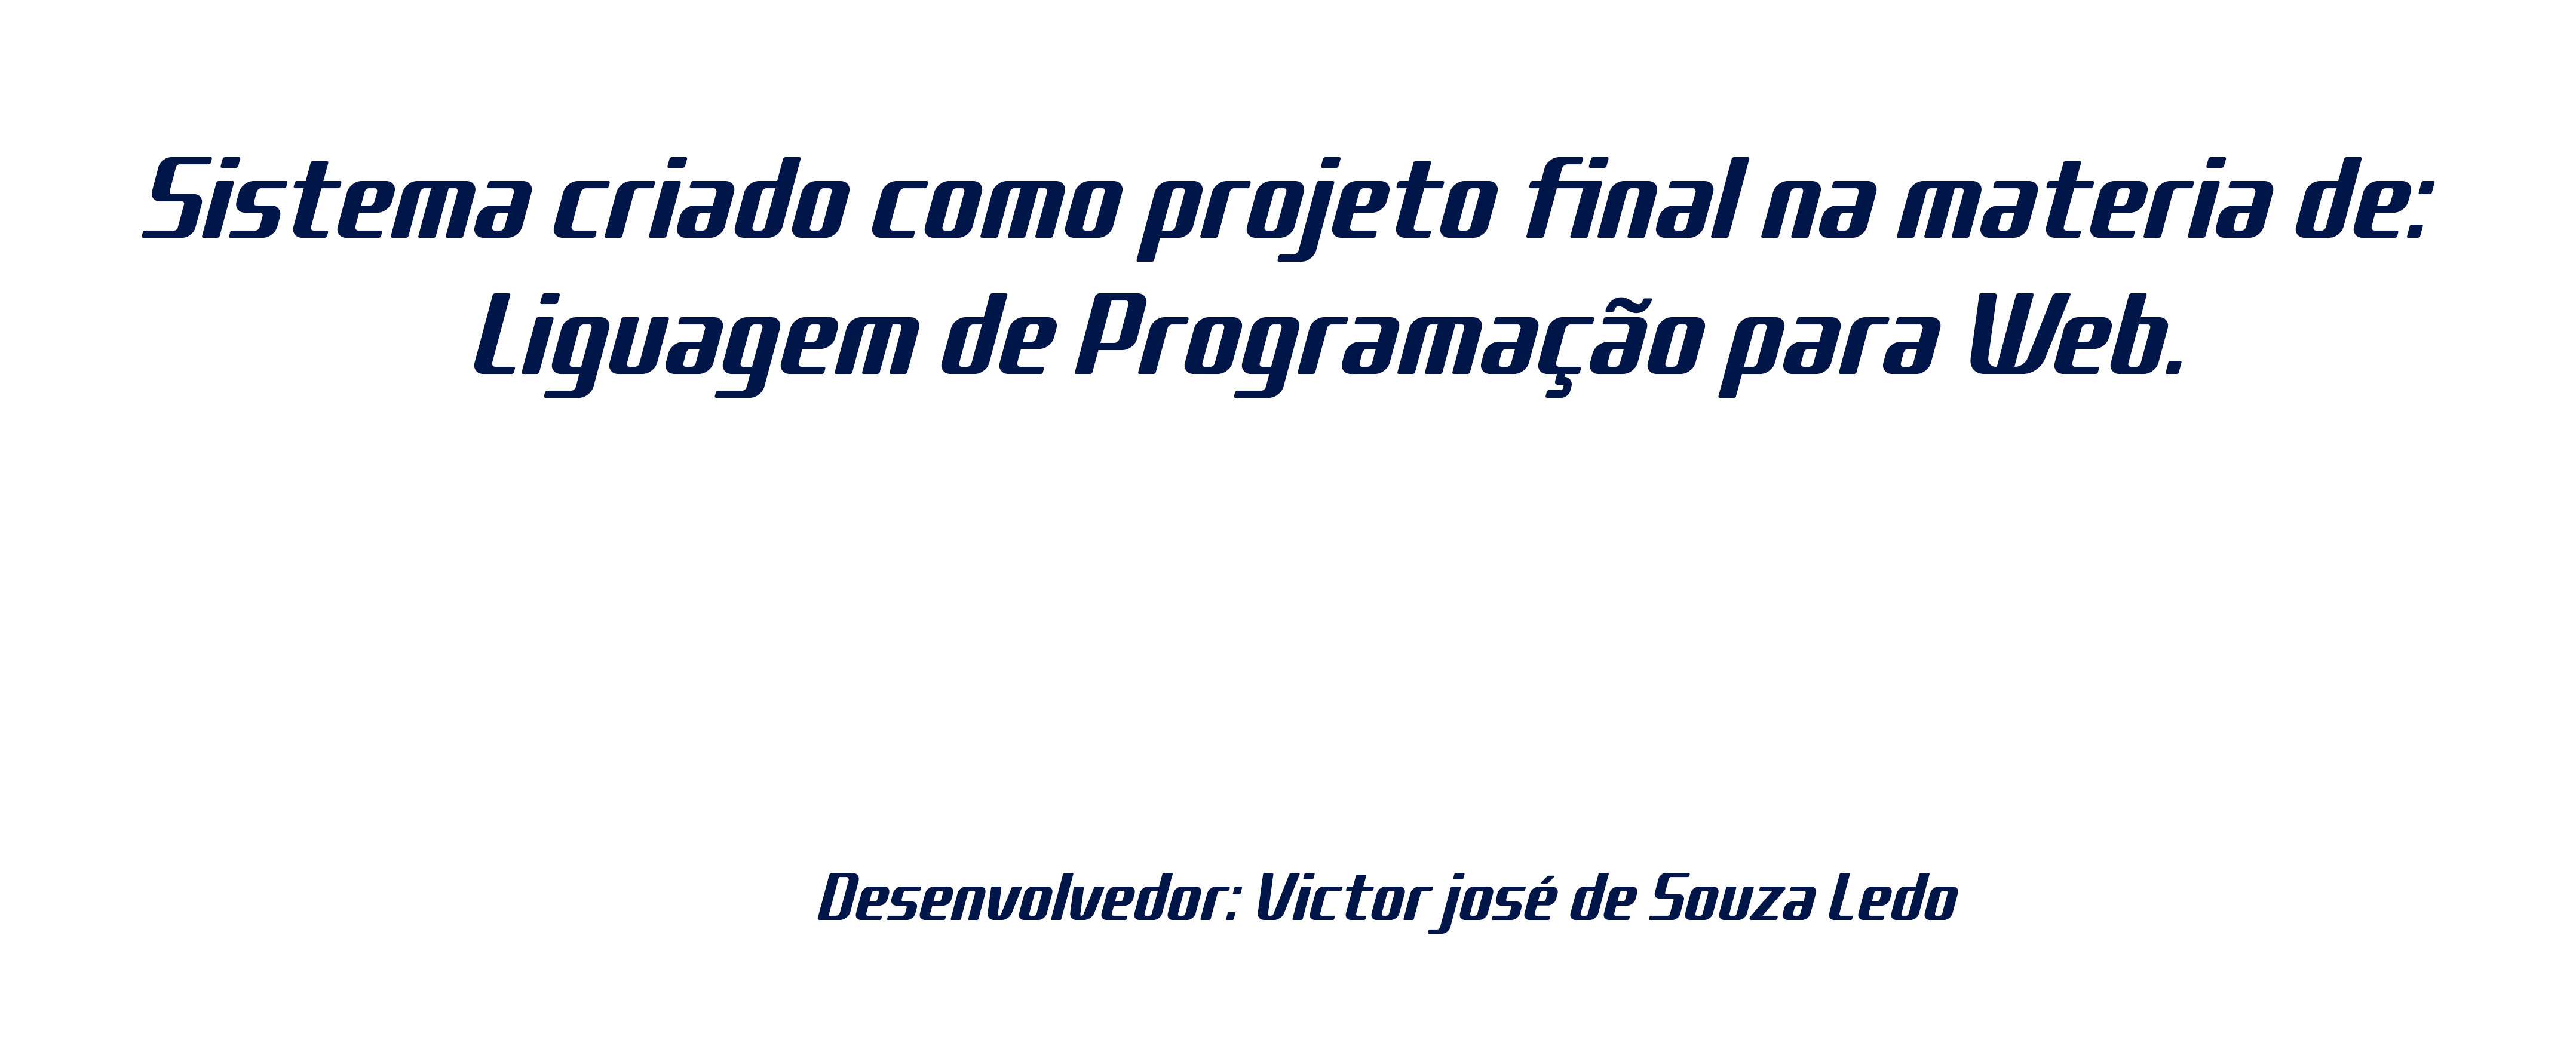 Sistema criado como projeto final na materia de:
Liguagem de Programação para Web.
Desenvolvedor: Victor josé de Souza Ledo